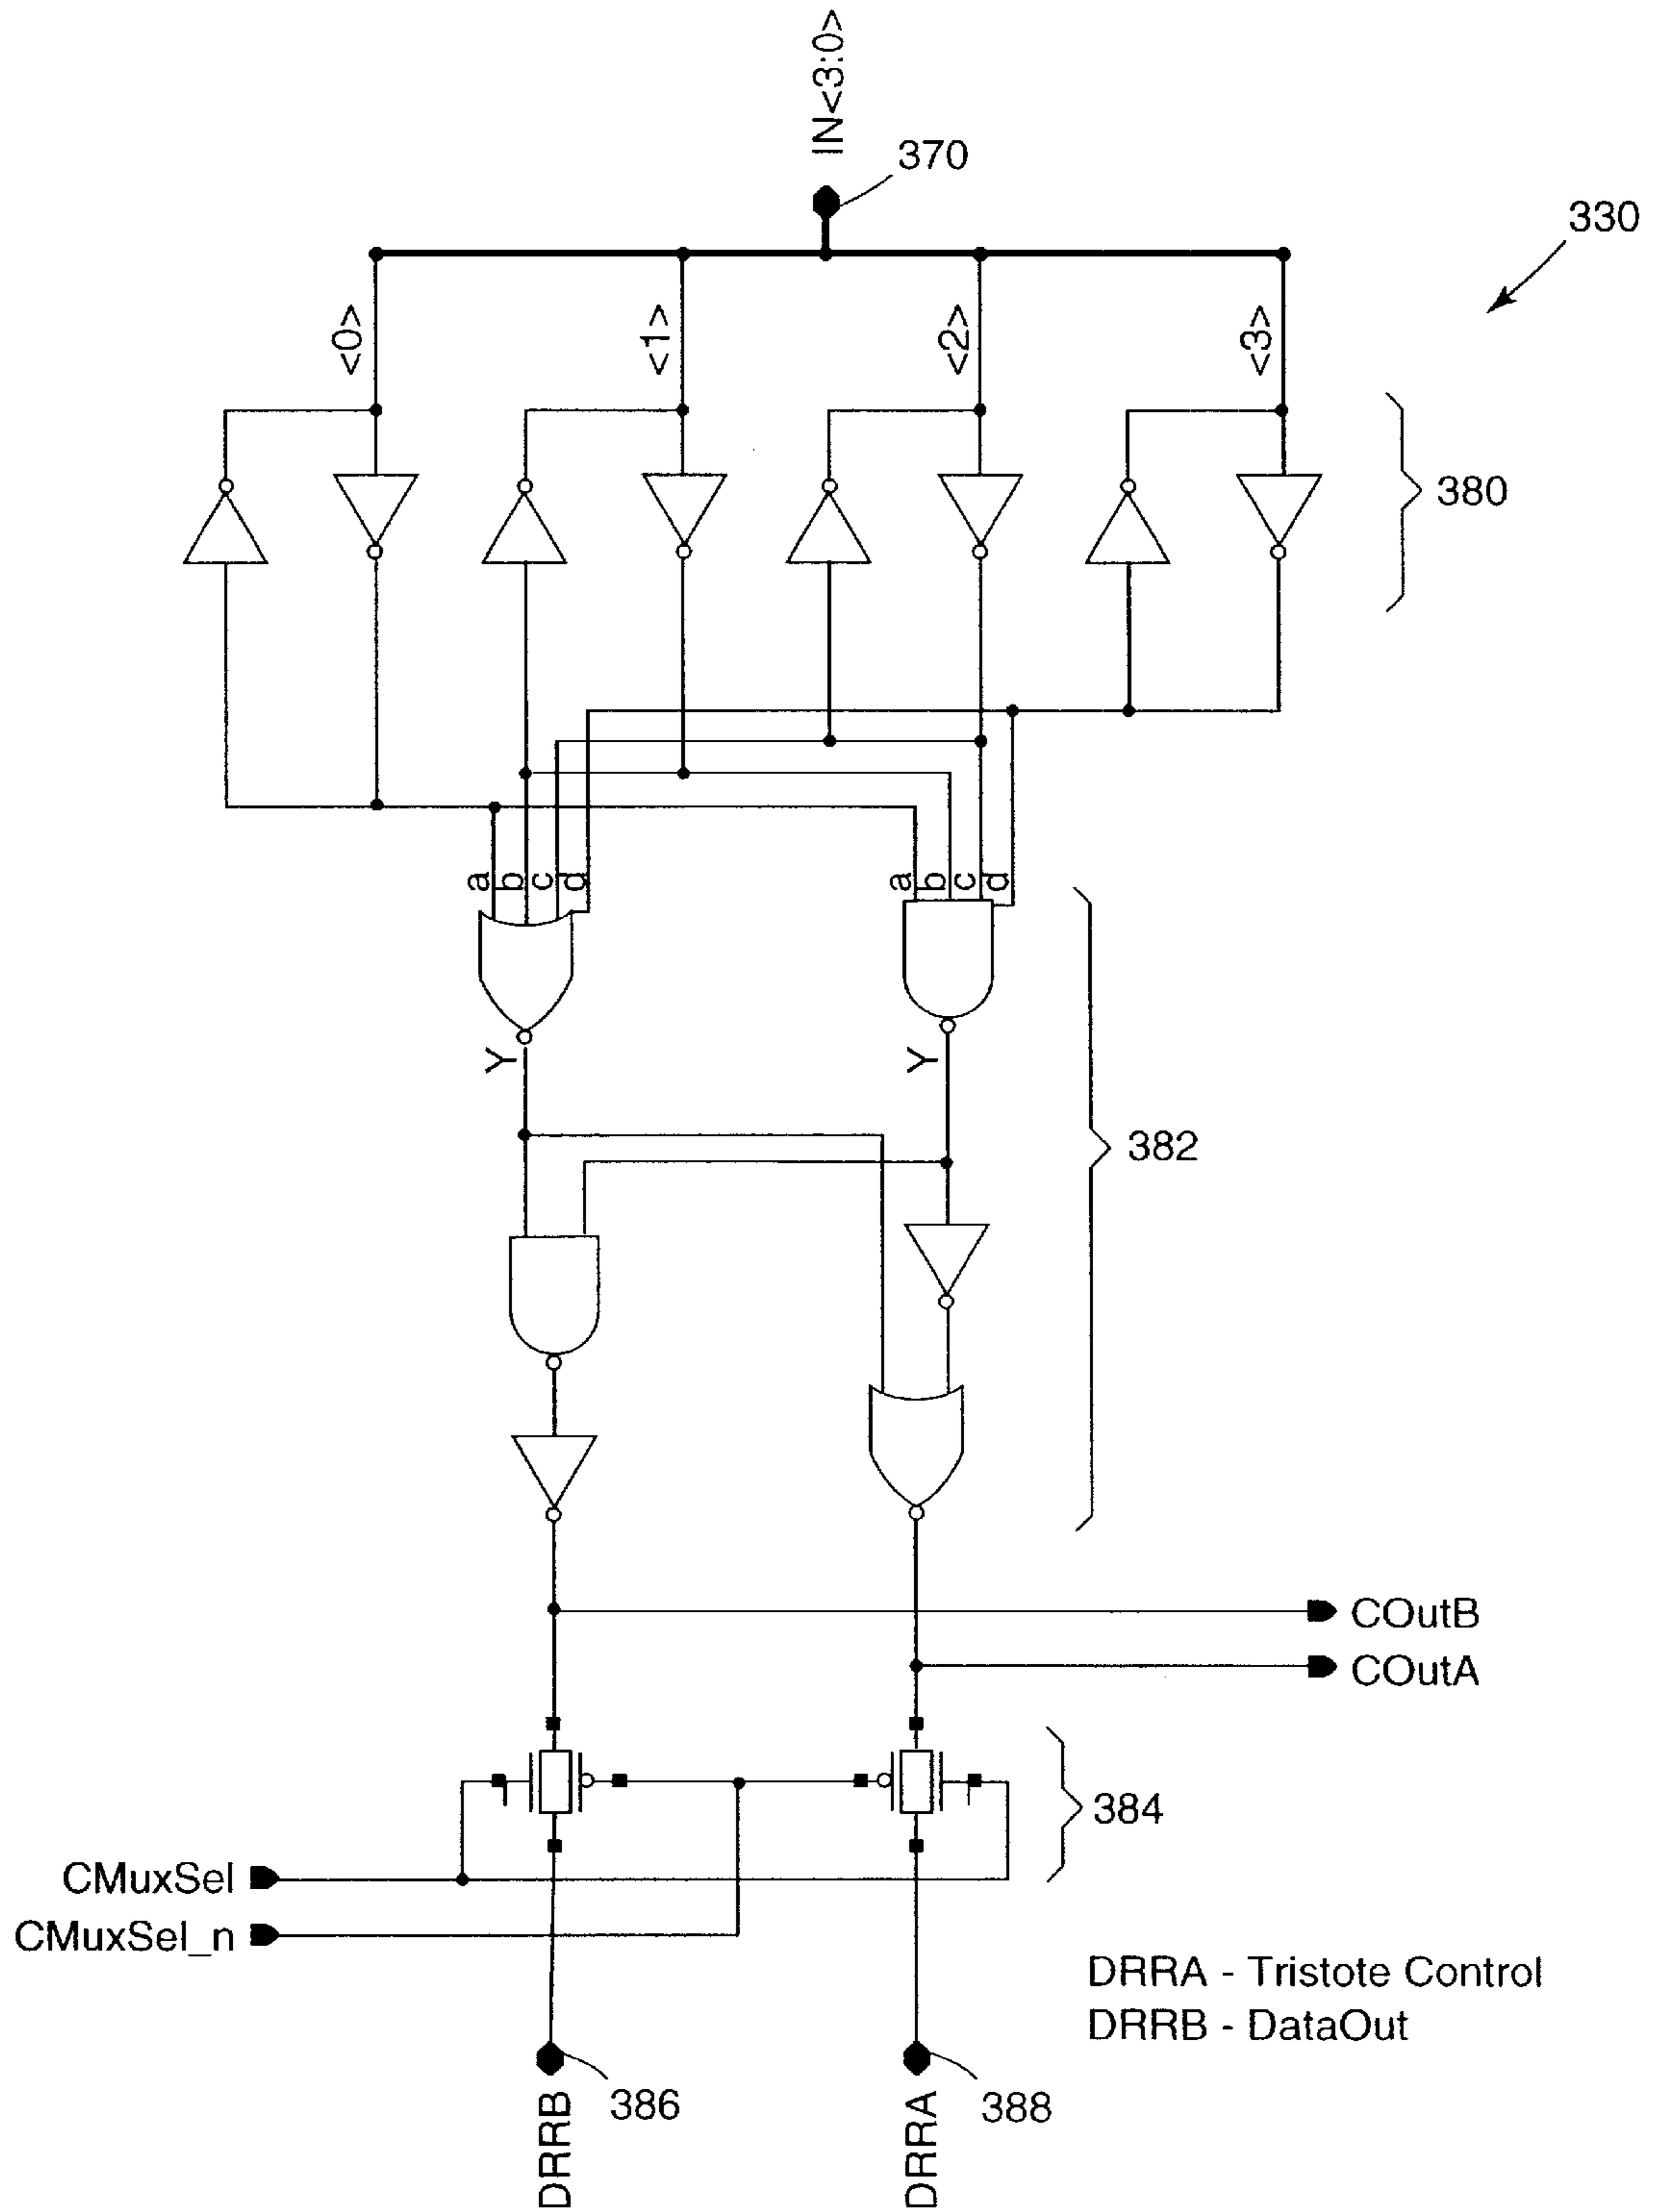 IN<3:0>
370
330
<0>
<1>
<2>
<3>
380
a
b
c
d
a
b
c
d
Y
Y
382
COutB
COutA
384
CMuxSel
CMuxSel_n
DRRA - Tristote Control
DRRB - DataOut
386
388
DRRB
DRRA